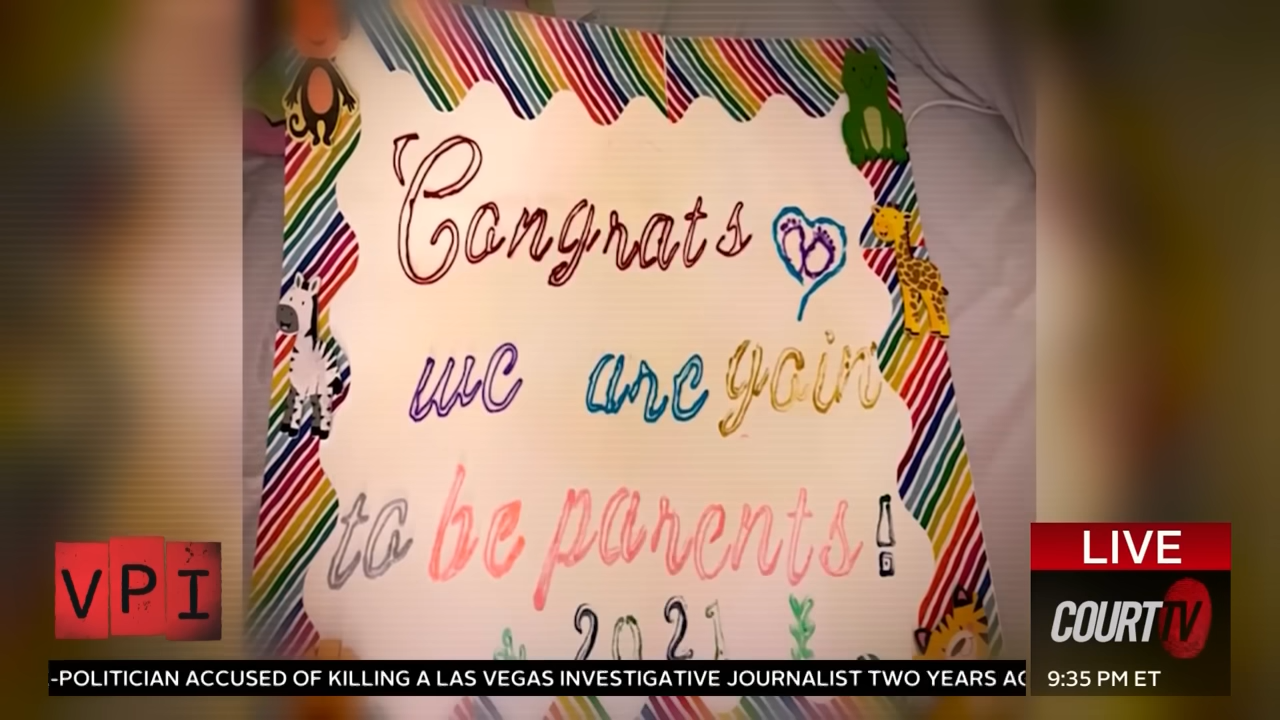 Congrats
we are goin
to be parents!
2021
VPI
LIVE
COURT TV
-POLITICIAN ACCUSED OF KILLING A LAS VEGAS INVESTIGATIVE JOURNALIST TWO YEARS AG
9:35 PM ET